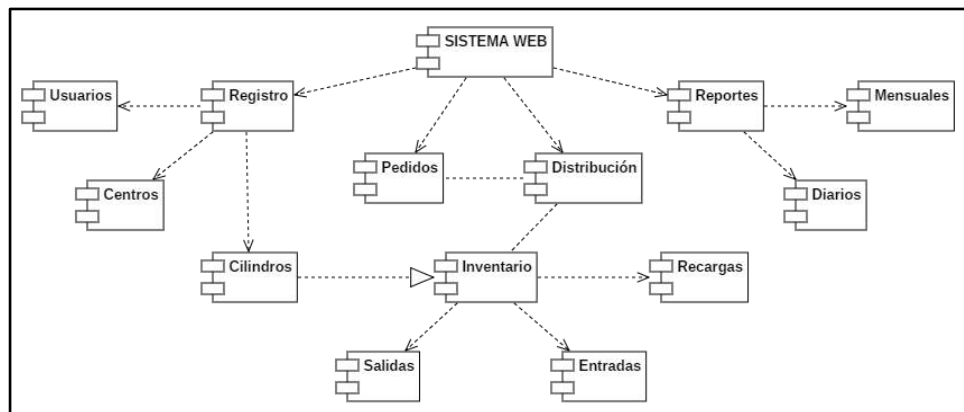 SISTEMA WEB
Usuarios
Registro
Reportes
Mensuales
Centros
Pedidos
Distribución
Diarios
Cilindros
Inventario
Recargas
Salidas
Entradas